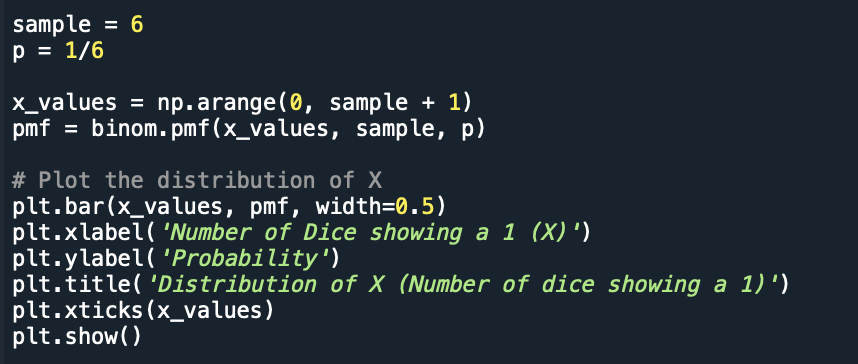 sample = 6
p = 1/6
x_values = np.arange(0, sample + 1)
pmf = binom.pmf(x_values, sample, p)
# Plot the distribution of X
plt.bar(x_values, pmf, width=0.5)
plt.xlabel('Number of Dice showing a 1 (X)')
plt.ylabel('Probability')
plt.title('Distribution of X (Number of dice showing a 1)')
plt.xticks(x_values)
plt.show()